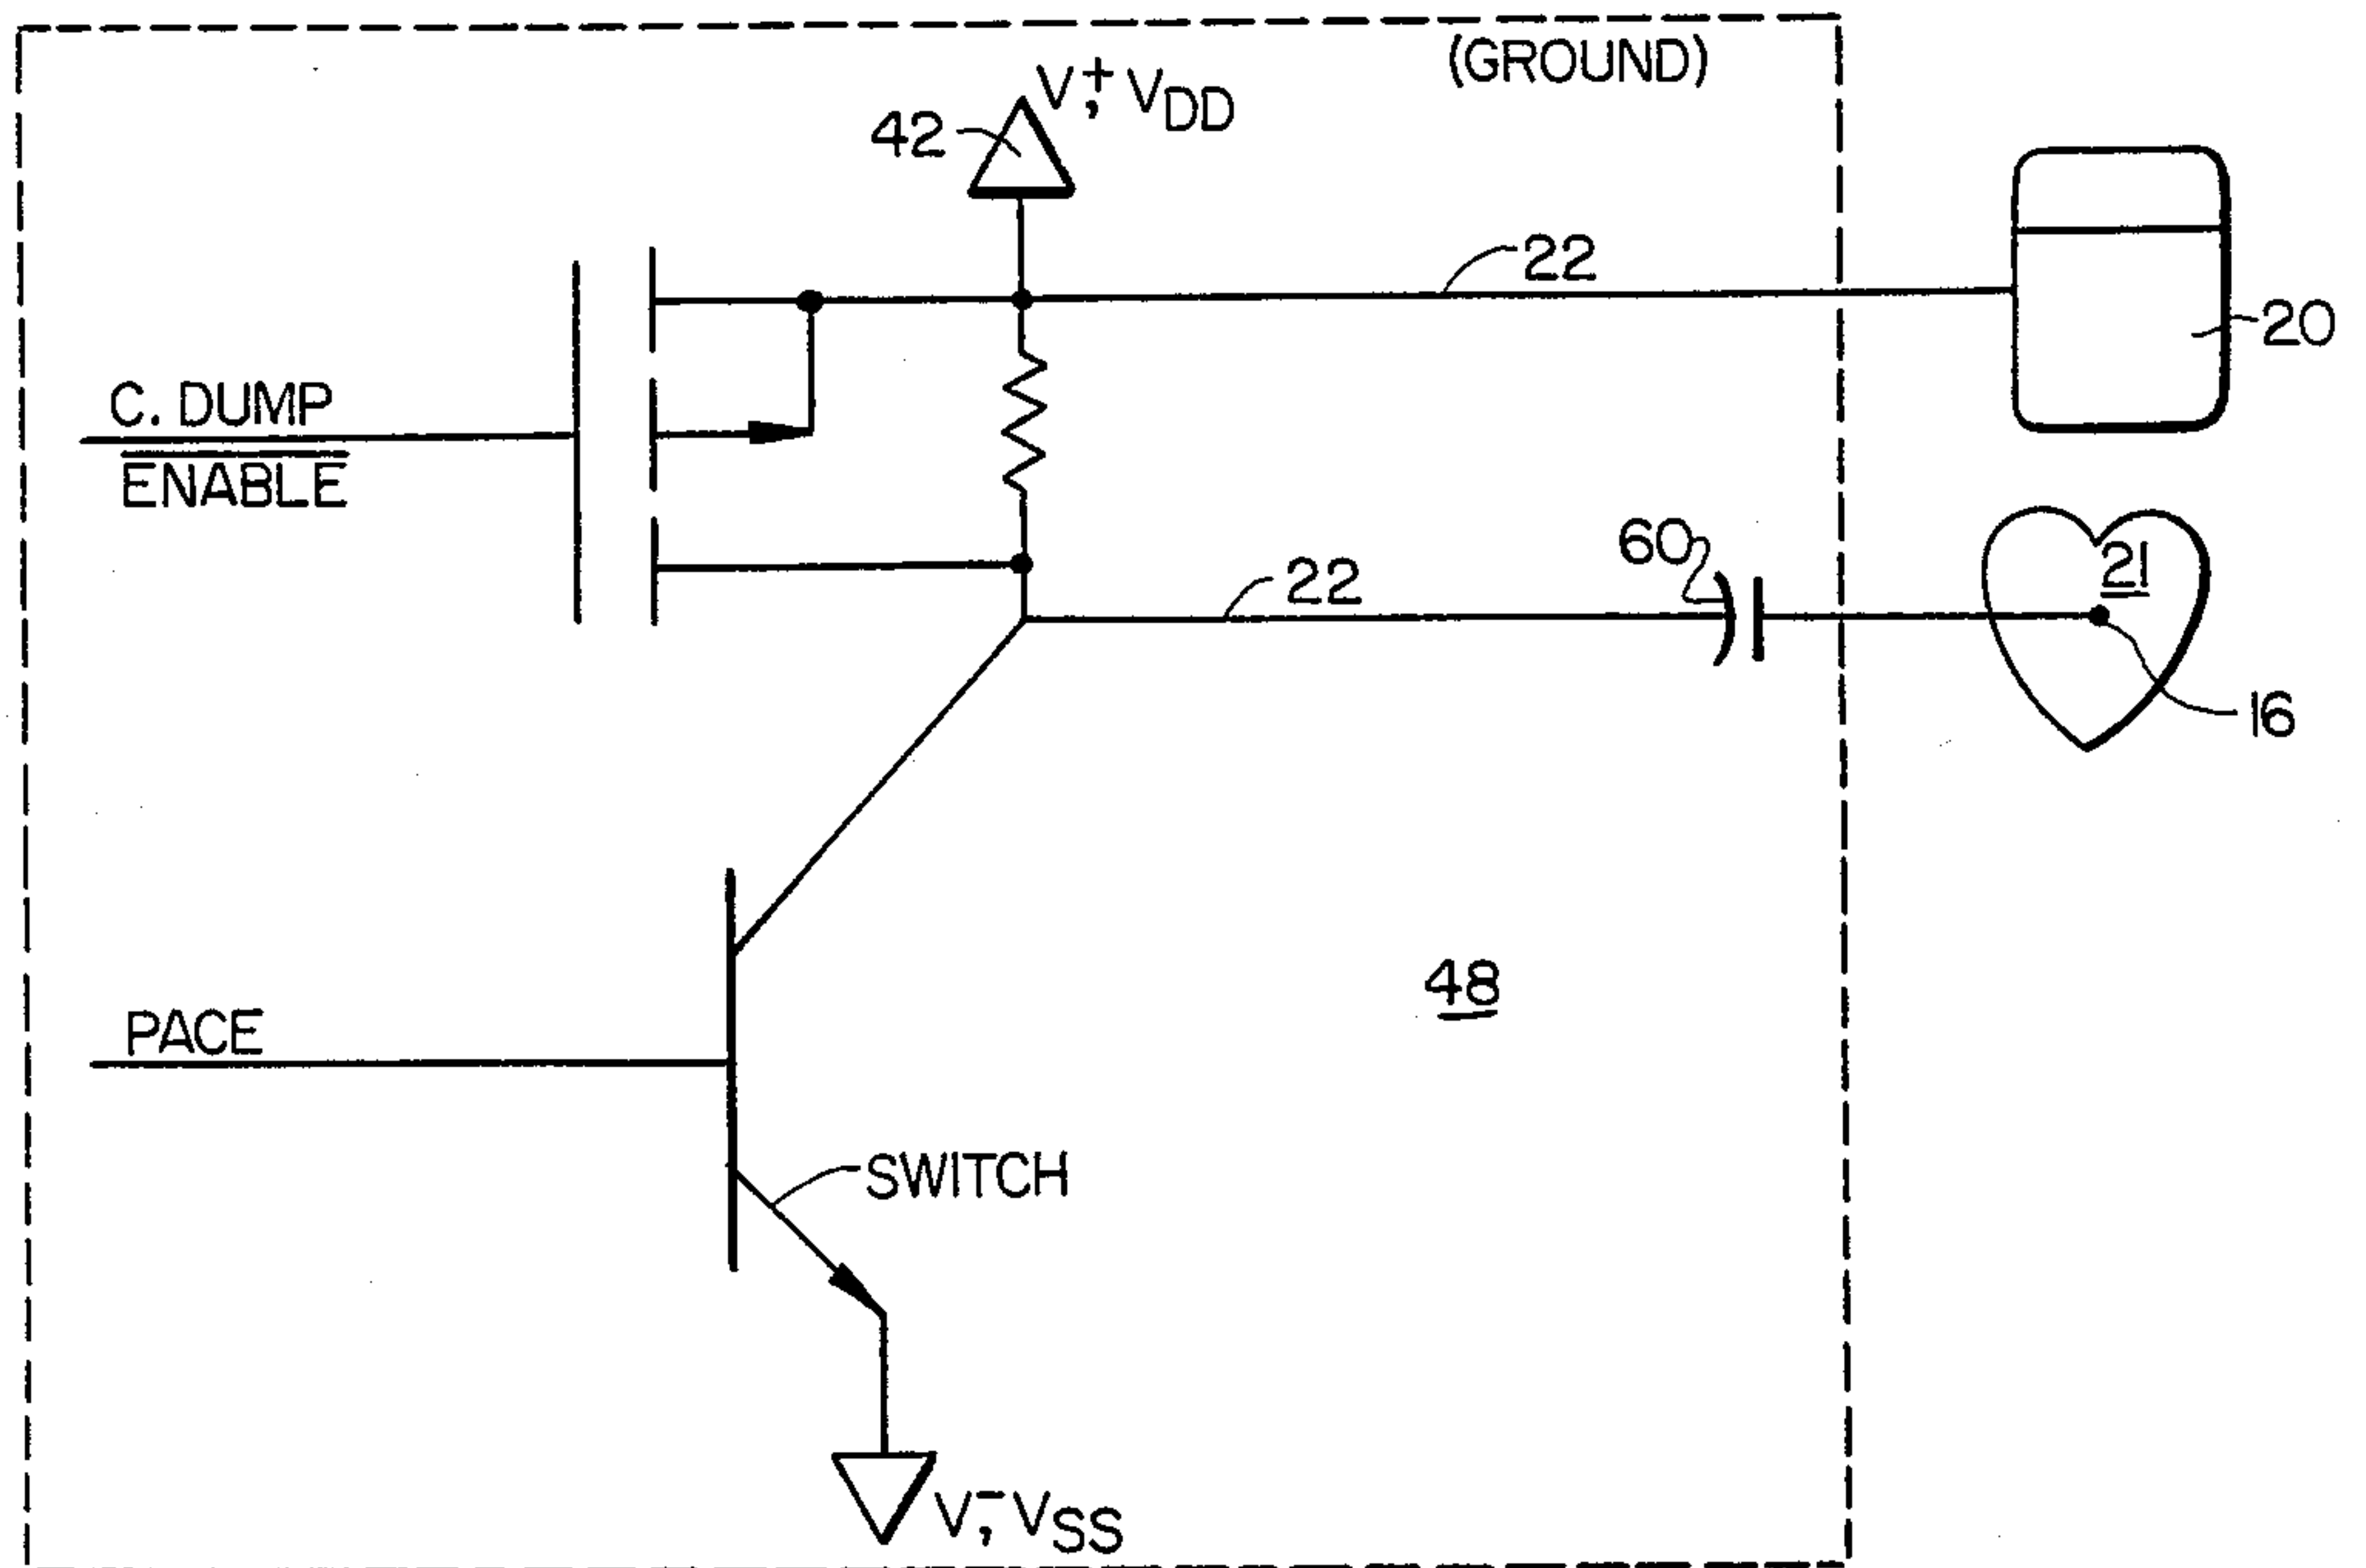 (GROUND)
V⁺, VDD
42
22
20
C. DUMP
ENABLE
60
21
22
16
48
PACE
SWITCH
V⁻, VSS